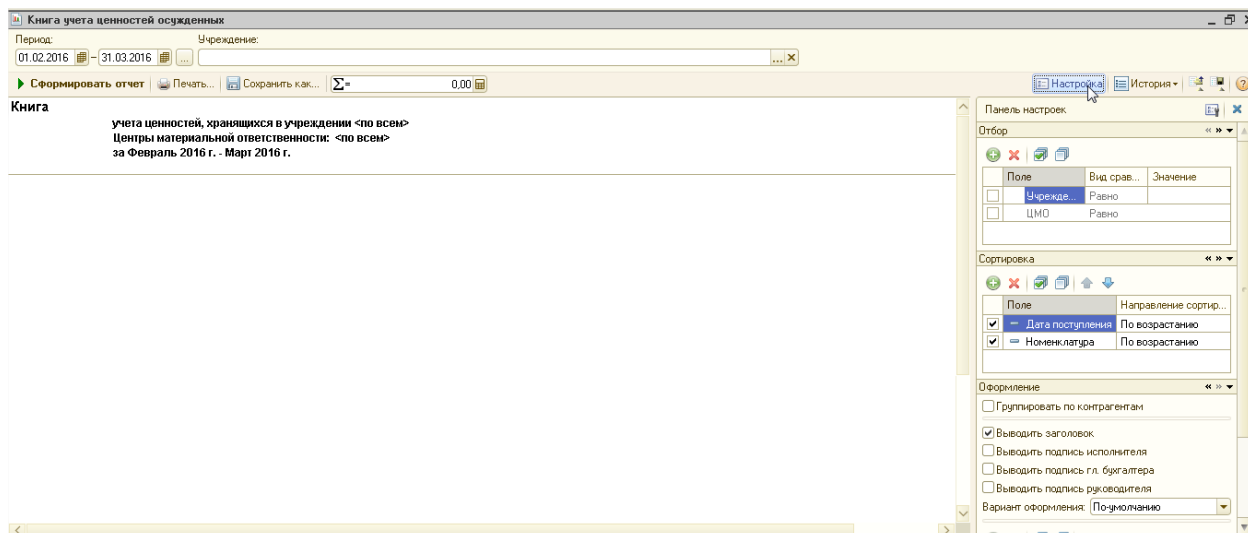 Книга учета ценностей осужденных
Период: Учреждение:
01.02.2016 – 31.03.2016 ...
Сформировать отчет Печать... Сохранить как... Σ= 0,00 Настройка История
Книга
учета ценностей, хранящихся в учреждении <по всем>
Центры материальной ответственности: <по всем>
за Февраль 2016 г. - Март 2016 г.
Панель настроек
Отбор
Поле Вид срав... Значение
Учрежде... Равно
ЦМО Равно
Сортировка
Поле Направление сортир...
Дата поступления По возрастанию
Номенклатура По возрастанию
Оформление
Группировать по контрагентам
Выводить заголовок
Выводить подпись исполнителя
Выводить подпись гл. бухгалтера
Выводить подпись руководителя
Вариант оформления: По-умолчанию